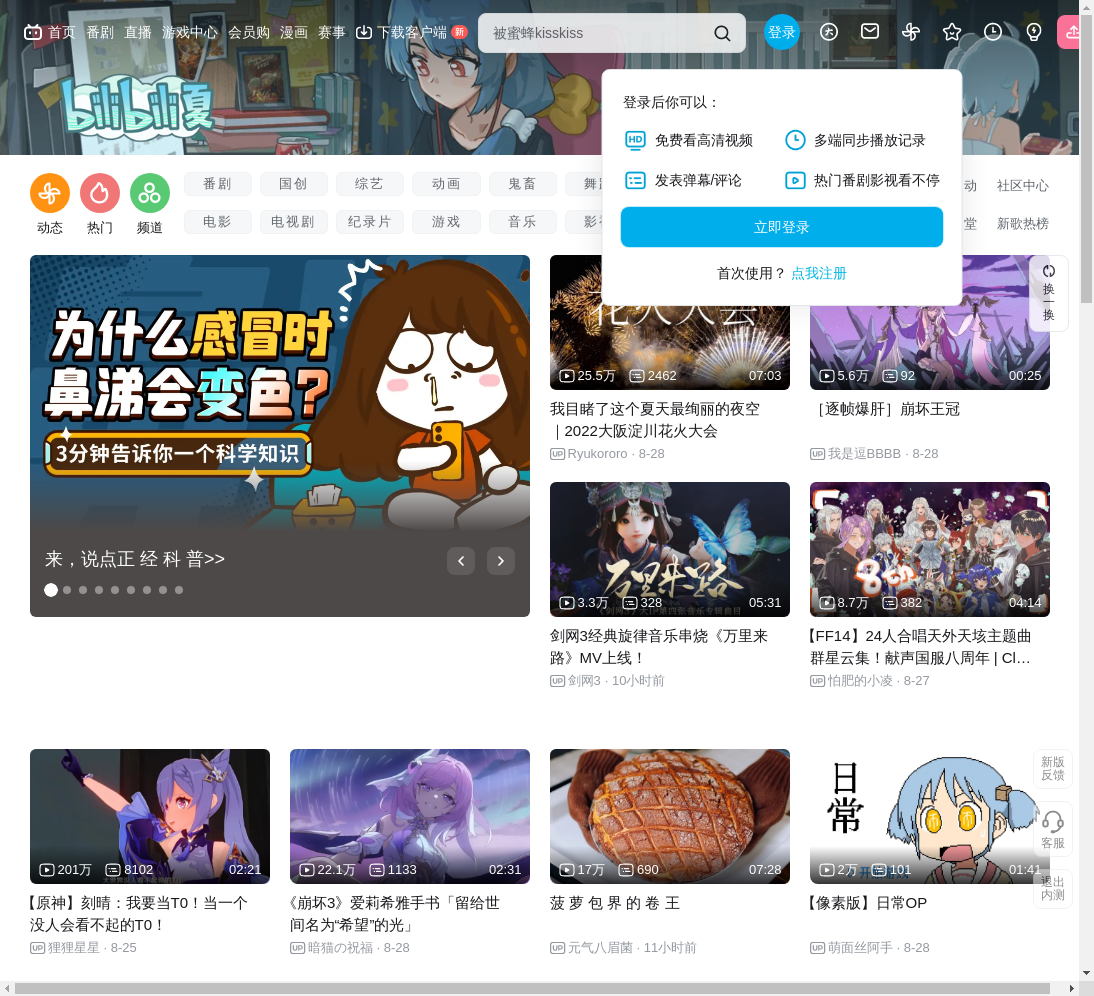 首页 番剧 直播 游戏中心 会员购 漫画 赛事 下载客户端 新 被蜜蜂kisskiss 登录
bilibili夏
登录后你可以：
HD 免费看高清视频 多端同步播放记录
发表弹幕/评论 热门番剧影视看不停
立即登录
首次使用？ 点我注册
动态 热门 频道
番剧 国创 综艺 动画 鬼畜 动 社区中心
电影 电视剧 纪录片 游戏 音乐 堂 新歌热榜
换一换
为什么感冒时
鼻沸会变色?
3分钟告诉你一个科学知识
来，说点正 经 科 普>>
花火大会
25.5万 2462 07:03
我目睹了这个夏天最绚丽的夜空
｜2022大阪淀川花火大会
UP Ryukororo · 8-28
5.6万 92 00:25
［逐帧爆肝］崩坏王冠
UP 我是逗BBBB · 8-28
万里来路
3.3万 328 05:31
剑网3经典旋律音乐串烧《万里来
路》MV上线！
UP 剑网3 · 10小时前
8th
8.7万 382 04:14
【FF14】24人合唱天外天垓主题曲
群星云集！献声国服八周年 | Cl…
UP 怕肥的小凌 · 8-27
201万 8102 02:21
【原神】刻晴：我要当T0！当一个
没人会看不起的T0！
UP 狸狸星星 · 8-25
22.1万 1133 02:31
《崩坏3》爱莉希雅手书「留给世
间名为“希望”的光」
UP 暗猫の祝福 · 8-28
17万 690 07:28
菠 萝 包 界 的 卷 王
UP 元气八眉菌 · 11小时前
日常
2万 101 01:41
【像素版】日常OP
UP 萌面丝阿手 · 8-28
新版
反馈
客服
退出
内测